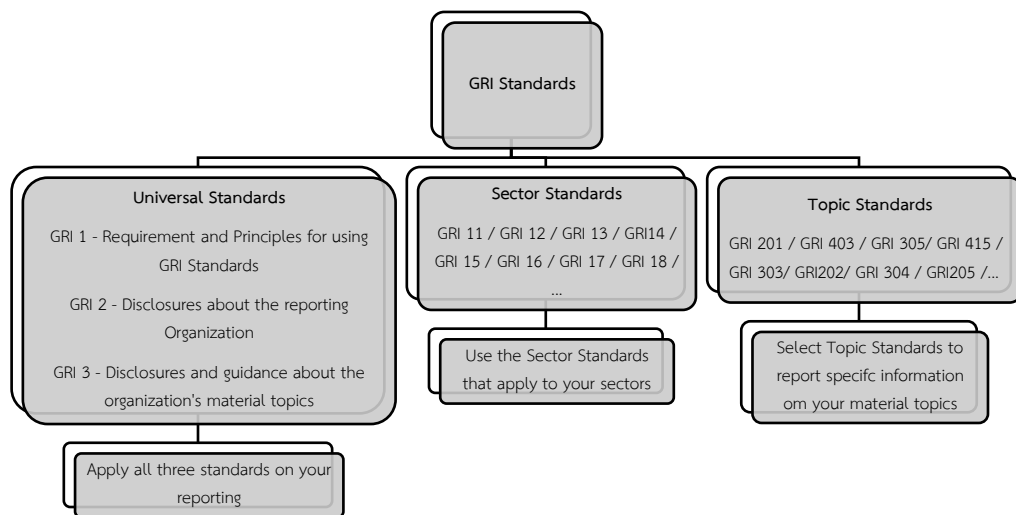 GRI Standards
Universal Standards
GRI 1 - Requirement and Principles for using
GRI Standards
GRI 2 - Disclosures about the reporting
Organization
GRI 3 - Disclosures and guidance about the
organization's material topics
Apply all three standards on your
reporting
Sector Standards
GRI 11 / GRI 12 / GRI 13 / GRI14 /
GRI 15 / GRI 16 / GRI 17 / GRI 18 /
...
Use the Sector Standards
that apply to your sectors
Topic Standards
GRI 201 / GRI 403 / GRI 305/ GRI 415 /
GRI 303/ GRI202/ GRI 304 / GRI205 /...
Select Topic Standards to
report specifc information
om your material topics